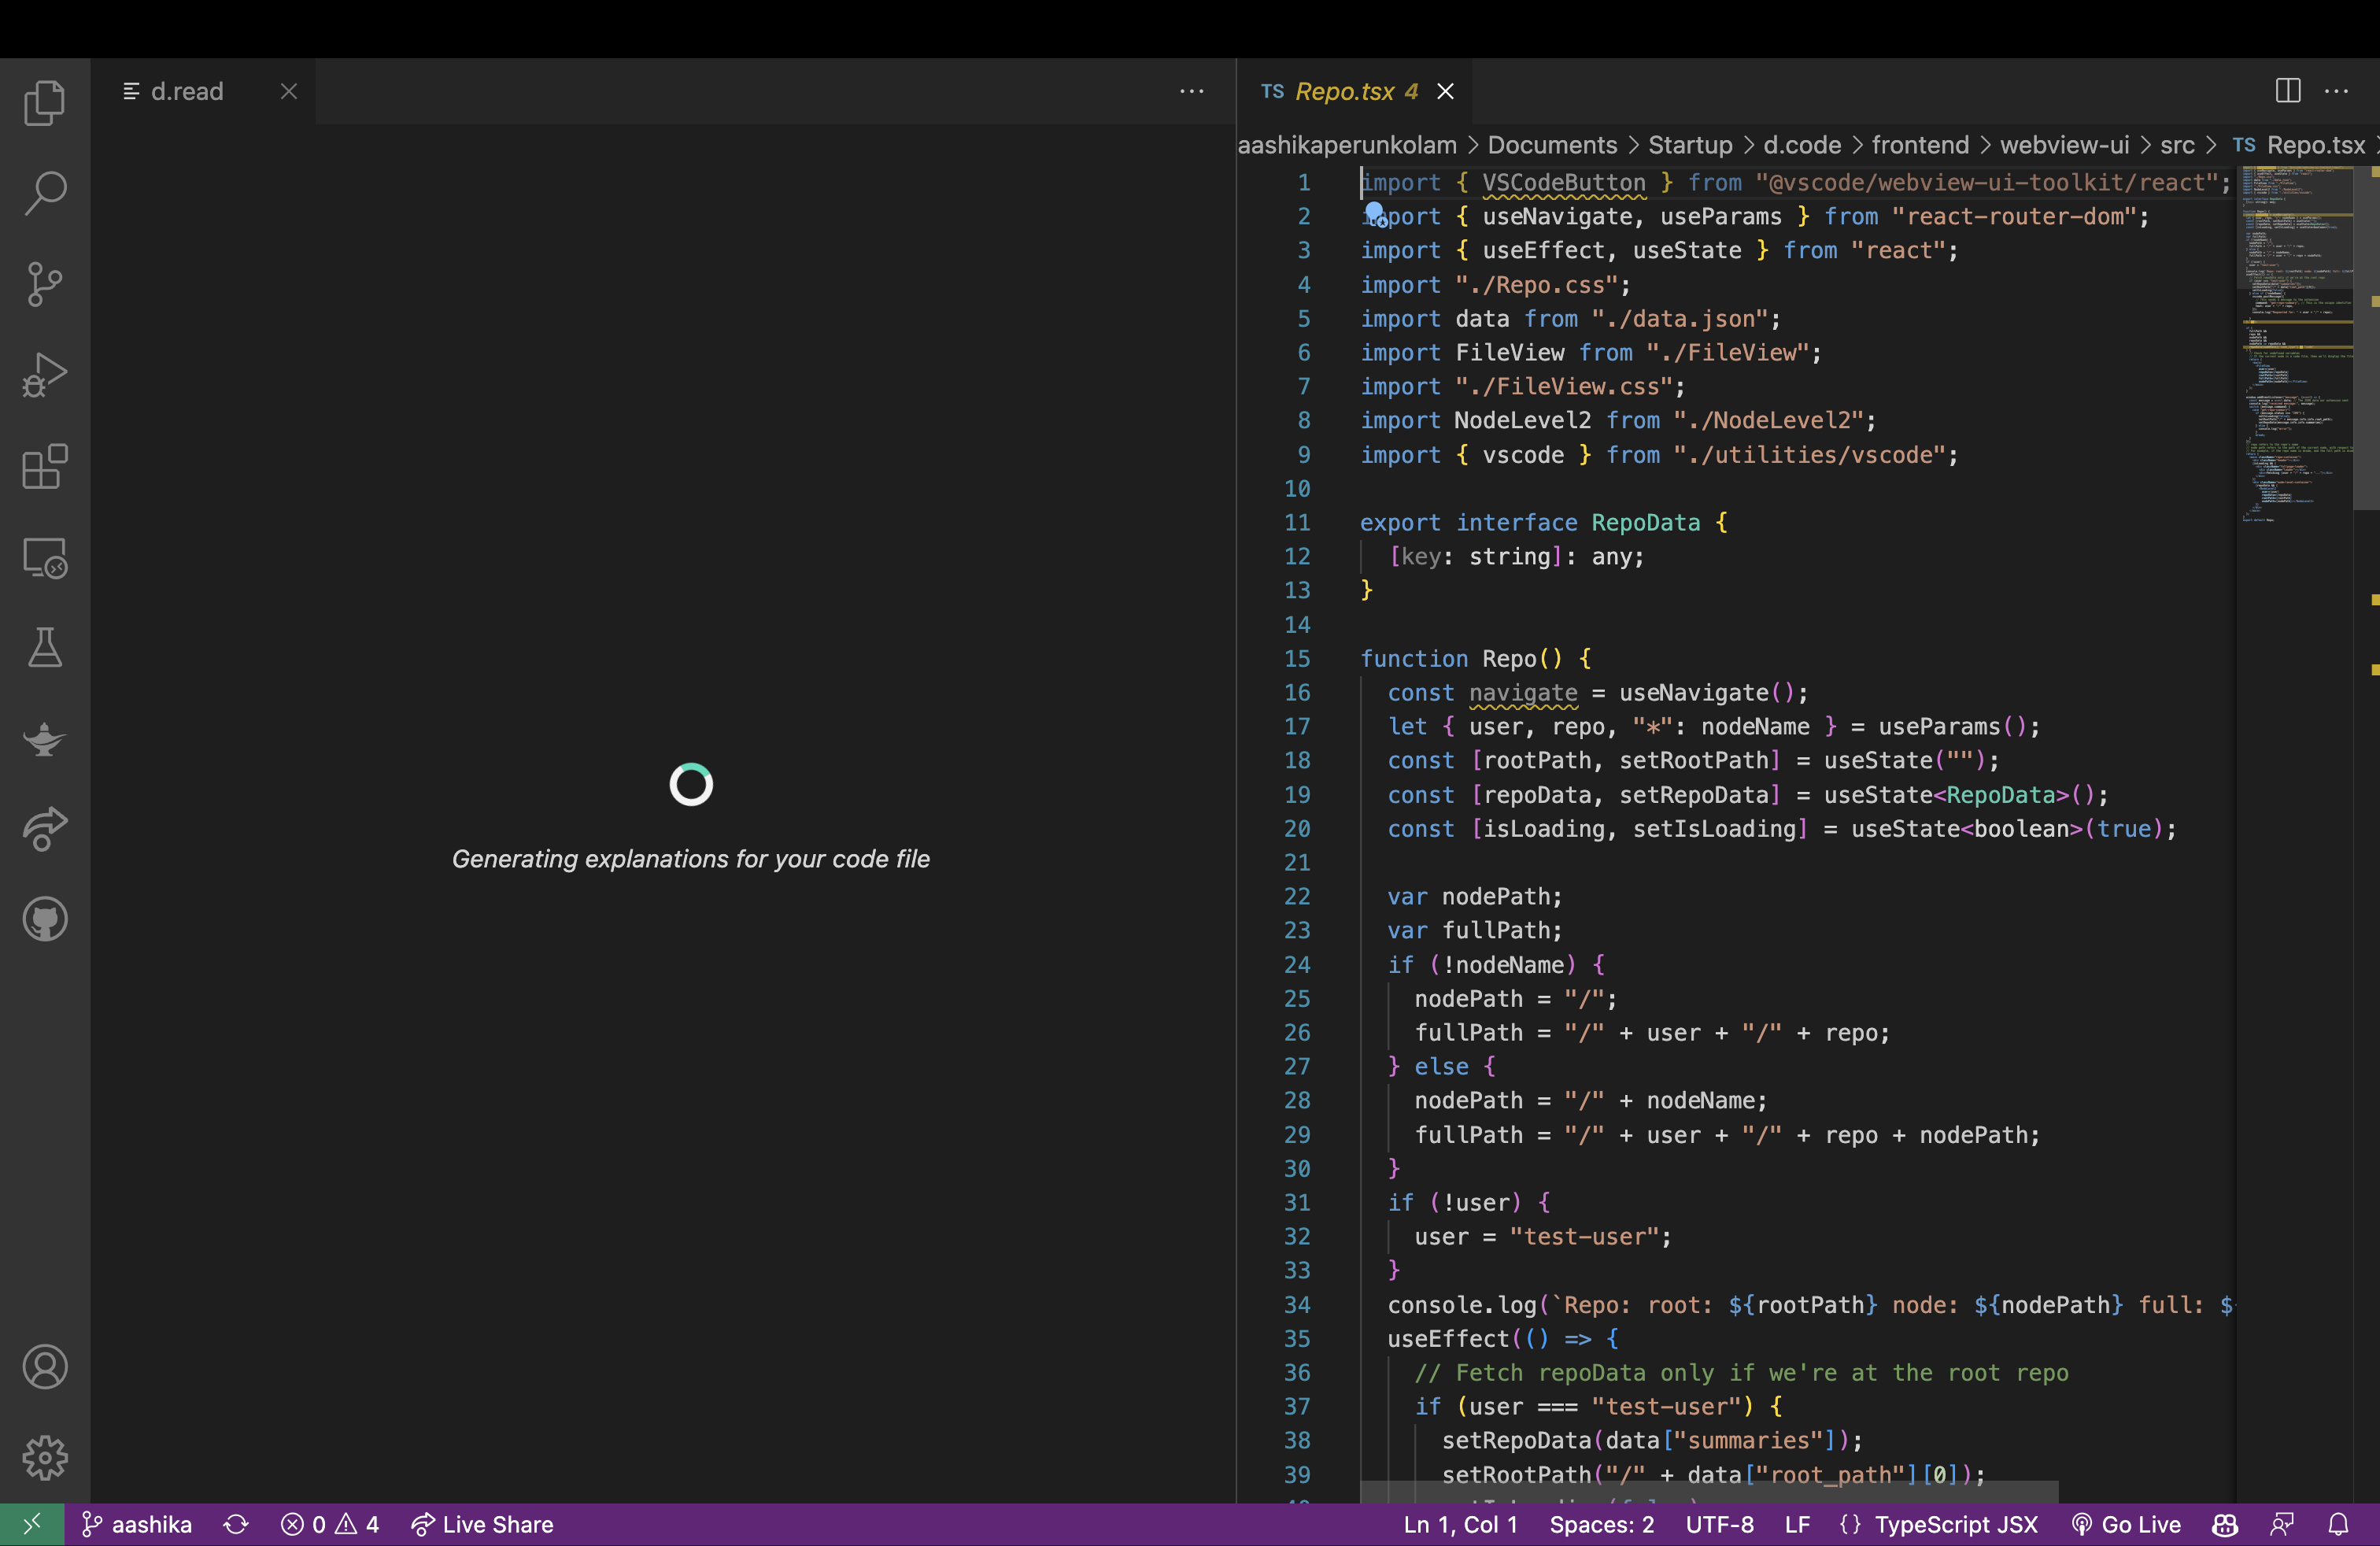 d.read
Generating explanations for your code file
TS Repo.tsx 4
aashikaperunkolam > Documents > Startup > d.code > frontend > webview-ui > src > TS Repo.tsx
1 import { VSCodeButton } from "@vscode/webview-ui-toolkit/react";
2 import { useNavigate, useParams } from "react-router-dom";
3 import { useEffect, useState } from "react";
4 import "./Repo.css";
5 import data from "./data.json";
6 import FileView from "./FileView";
7 import "./FileView.css";
8 import NodeLevel2 from "./NodeLevel2";
9 import { vscode } from "./utilities/vscode";
10
11 export interface RepoData {
12 [key: string]: any;
13 }
14
15 function Repo() {
16 const navigate = useNavigate();
17 let { user, repo, "*": nodeName } = useParams();
18 const [rootPath, setRootPath] = useState("");
19 const [repoData, setRepoData] = useState<RepoData>();
20 const [isLoading, setIsLoading] = useState<boolean>(true);
21
22 var nodePath;
23 var fullPath;
24 if (!nodeName) {
25 nodePath = "/";
26 fullPath = "/" + user + "/" + repo;
27 } else {
28 nodePath = "/" + nodeName;
29 fullPath = "/" + user + "/" + repo + nodePath;
30 }
31 if (!user) {
32 user = "test-user";
33 }
34 console.log(`Repo: root: ${rootPath} node: ${nodePath} full: $
35 useEffect(() => {
36 // Fetch repoData only if we're at the root repo
37 if (user === "test-user") {
38 setRepoData(data["summaries"]);
39 setRootPath("/" + data["root_path"][0]);
aashika 0 4 Live Share Ln 1, Col 1 Spaces: 2 UTF-8 LF {} TypeScript JSX Go Live